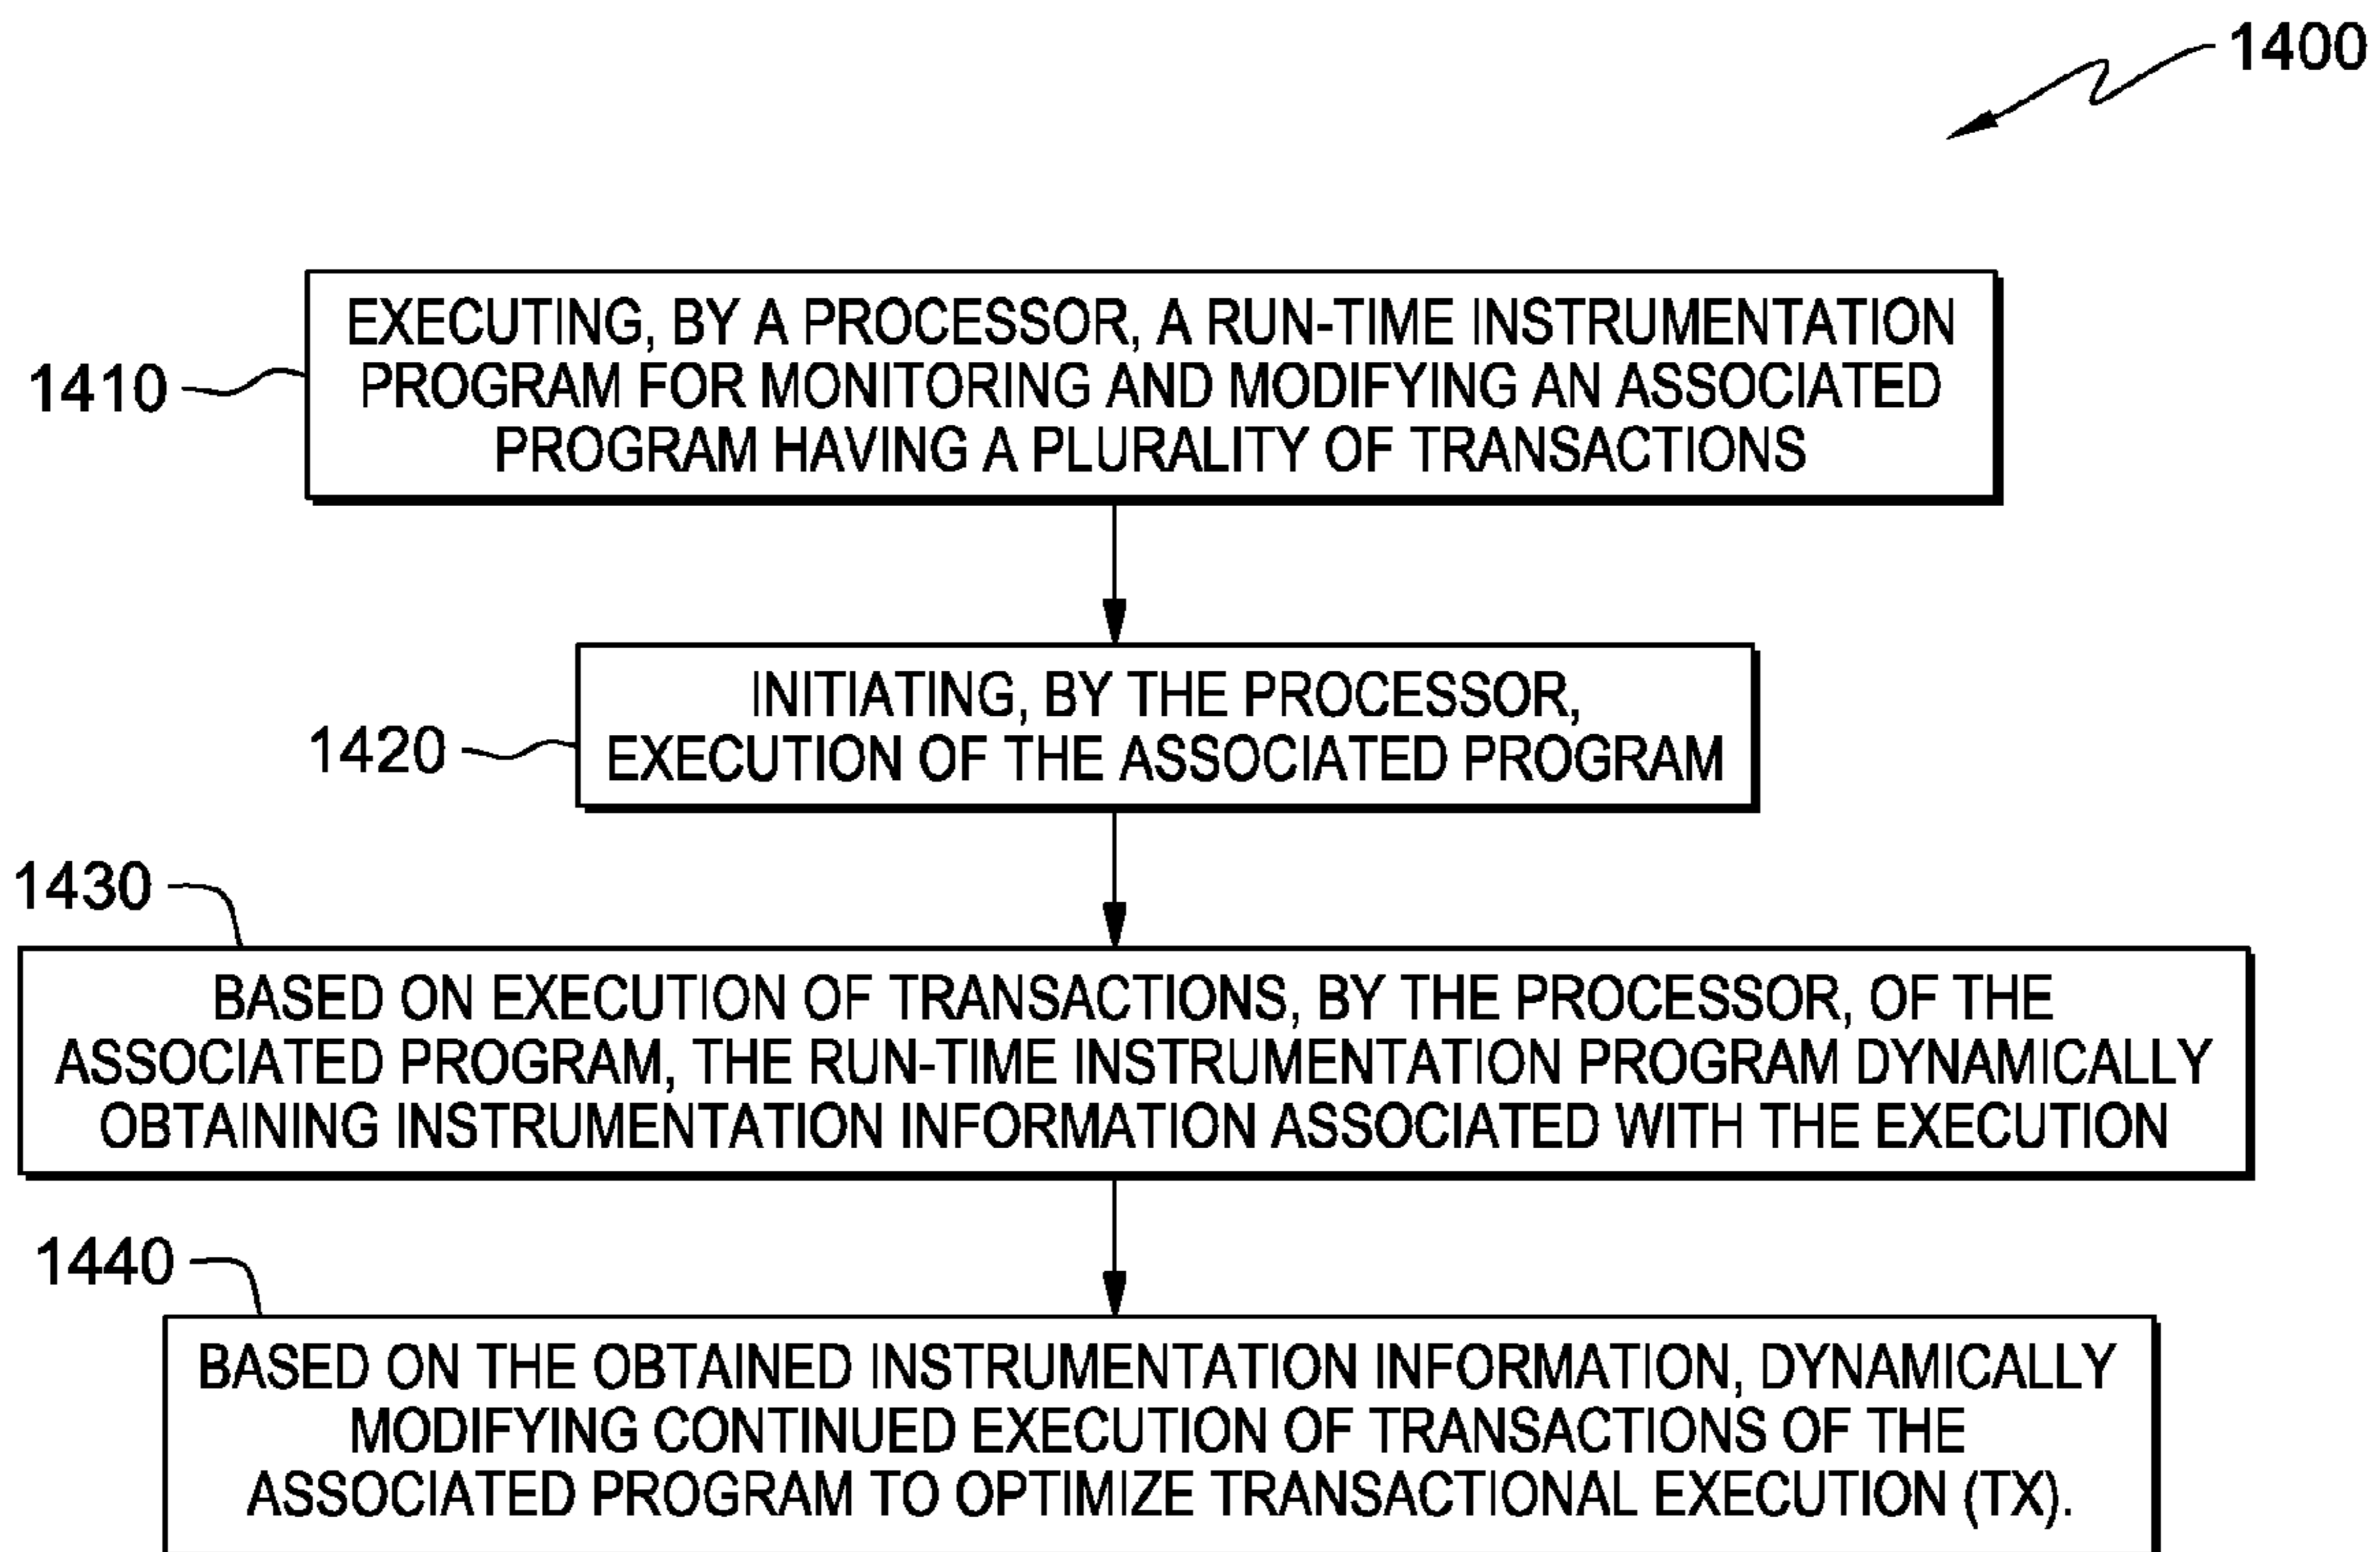 1400
1410
EXECUTING, BY A PROCESSOR, A RUN-TIME INSTRUMENTATION
PROGRAM FOR MONITORING AND MODIFYING AN ASSOCIATED
PROGRAM HAVING A PLURALITY OF TRANSACTIONS
1420
INITIATING, BY THE PROCESSOR,
EXECUTION OF THE ASSOCIATED PROGRAM
1430
BASED ON EXECUTION OF TRANSACTIONS, BY THE PROCESSOR, OF THE
ASSOCIATED PROGRAM, THE RUN-TIME INSTRUMENTATION PROGRAM DYNAMICALLY
OBTAINING INSTRUMENTATION INFORMATION ASSOCIATED WITH THE EXECUTION
1440
BASED ON THE OBTAINED INSTRUMENTATION INFORMATION, DYNAMICALLY
MODIFYING CONTINUED EXECUTION OF TRANSACTIONS OF THE
ASSOCIATED PROGRAM TO OPTIMIZE TRANSACTIONAL EXECUTION (TX).